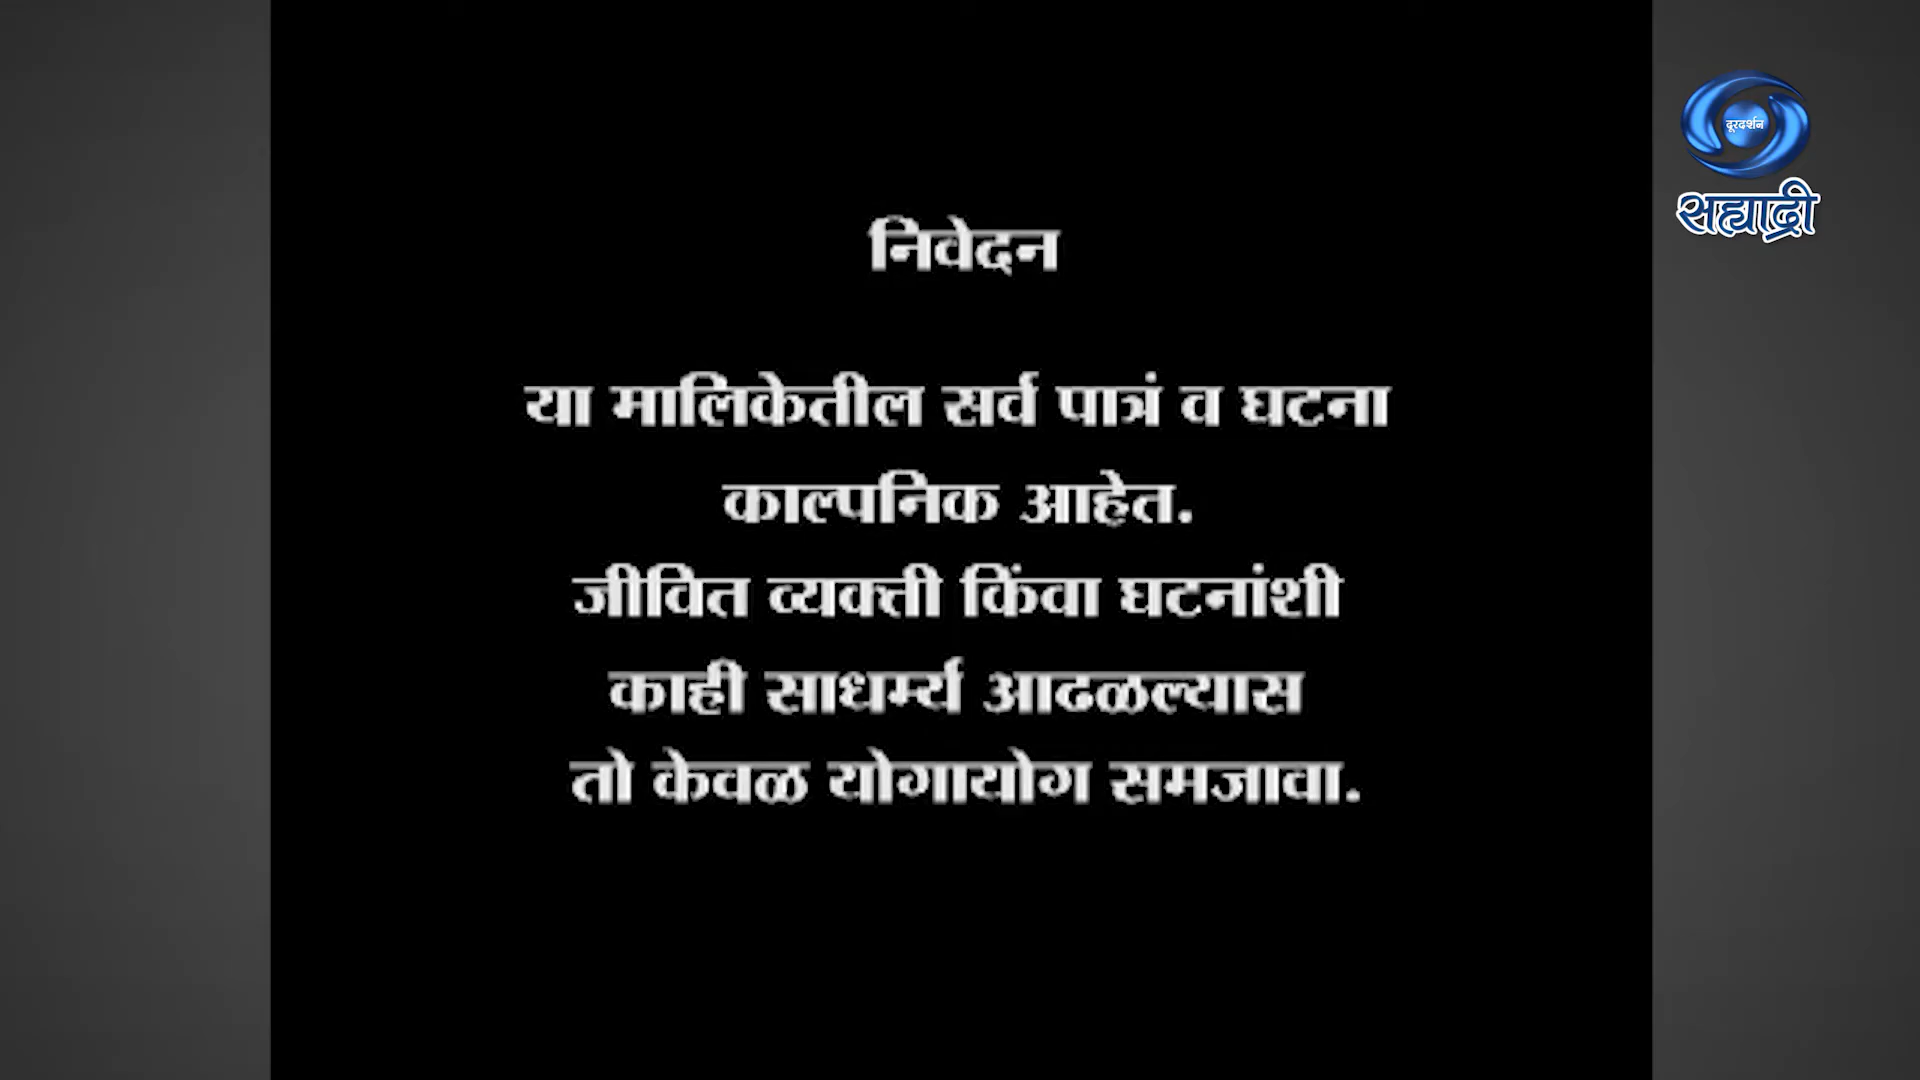 दूरदर्शन
सह्याद्री
निवेदन
या मालिकेतील सर्व पात्रं व घटना
काल्पनिक आहेत.
जीवित व्यक्ती किंवा घटनांशी
काही साधर्म्य आढळल्यास
तो केवळ योगायोग समजावा.